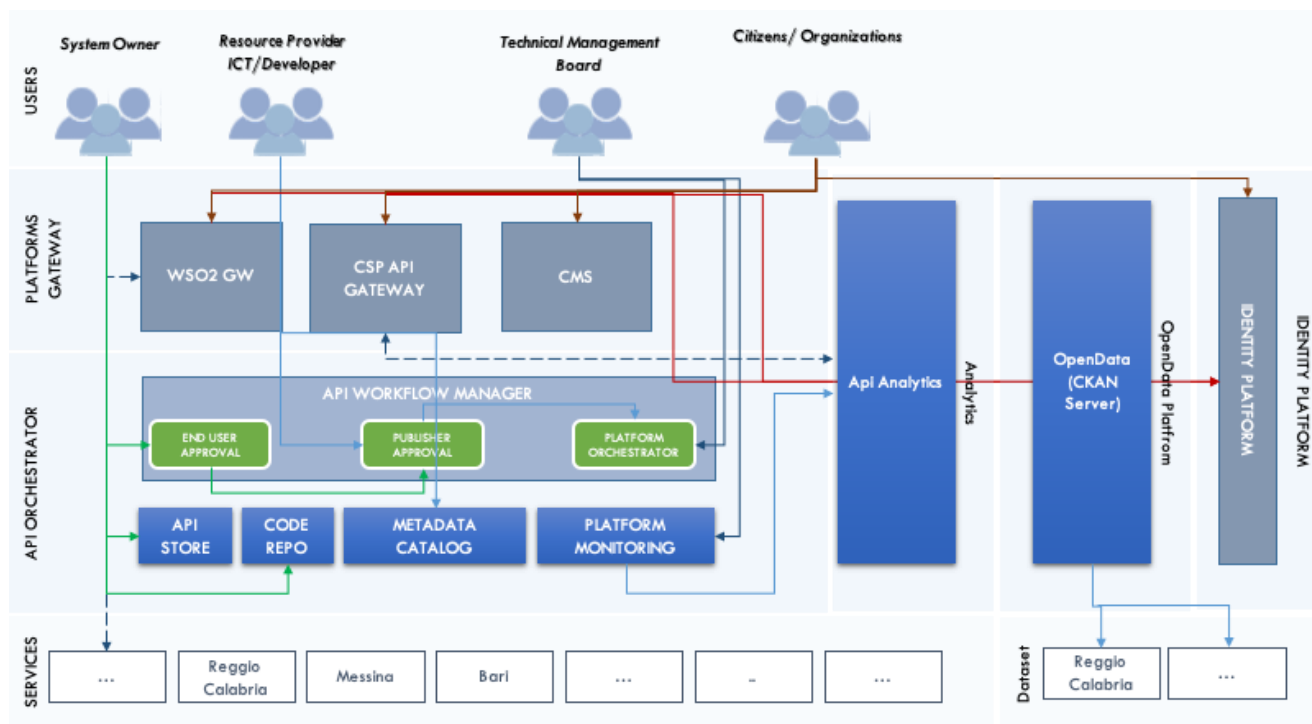 System Owner
Resource Provider
ICT/Developer
Technical Management
Board
Citizens/ Organizations
USERS
PLATFORMS
GATEWAY
WSO2 GW
CSP API
GATEWAY
CMS
API ORCHESTRATOR
API WORKFLOW MANAGER
END USER
APPROVAL
PUBLISHER
APPROVAL
PLATFORM
ORCHESTRATOR
API
STORE
CODE
REPO
METADATA
CATALOG
PLATFORM
MONITORING
Api Analytics
Analytics
OpenData
(CKAN
Server)
OpenData Platfrom
IDENTITY PLATFORM
IDENTITY PLATFORM
SERVICES
...
Reggio
Calabria
Messina
Bari
...
..
...
Dataset
Reggio
Calabria
...